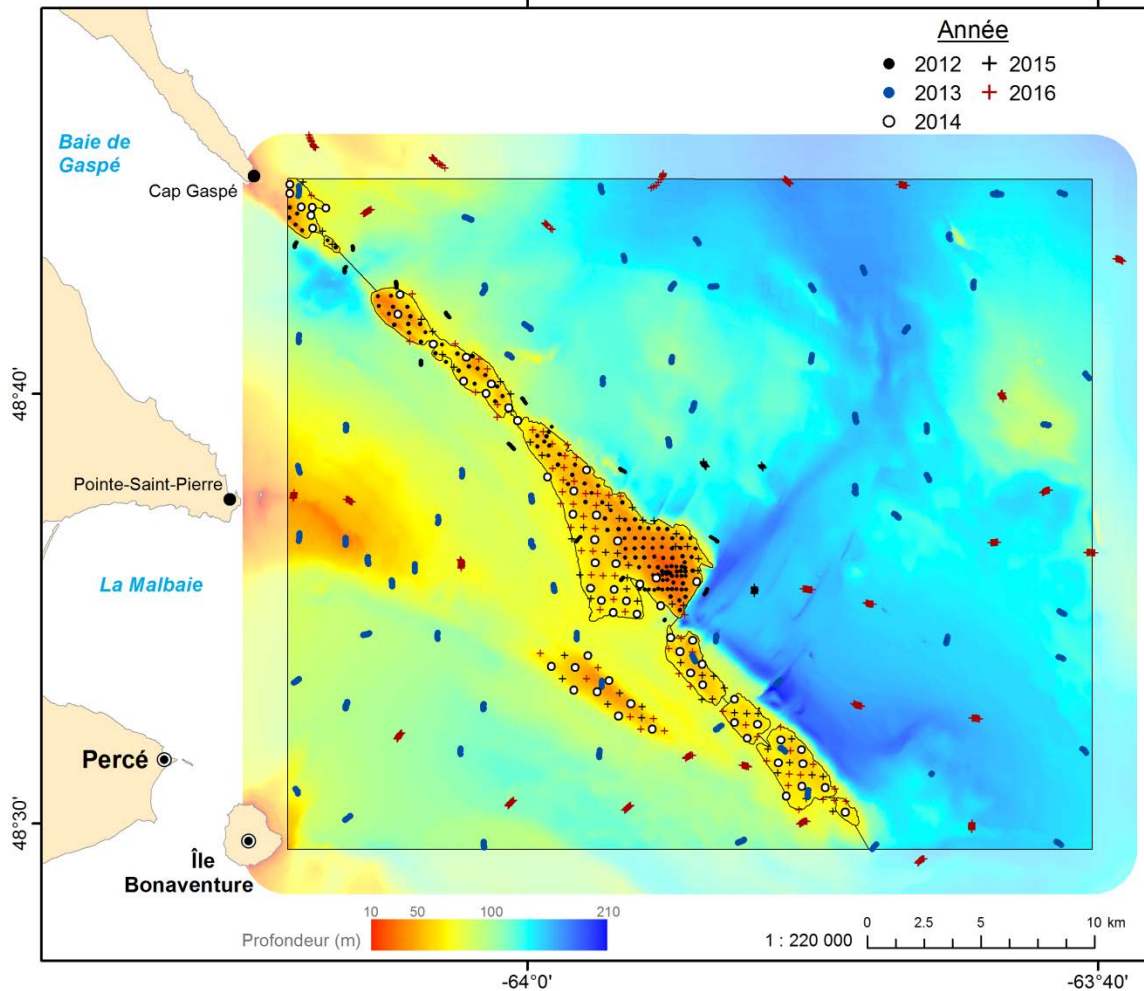 Année
2012 2015
2013 2016
2014
Baie de
Gaspé
Cap Gaspé
48°40'
Pointe-Saint-Pierre
La Malbaie
Percé
48°30'
Île
Bonaventure
10 50 100 210
Profondeur (m)
1 : 220 000
0 2.5 5 10 km
-64°0' -63°40'